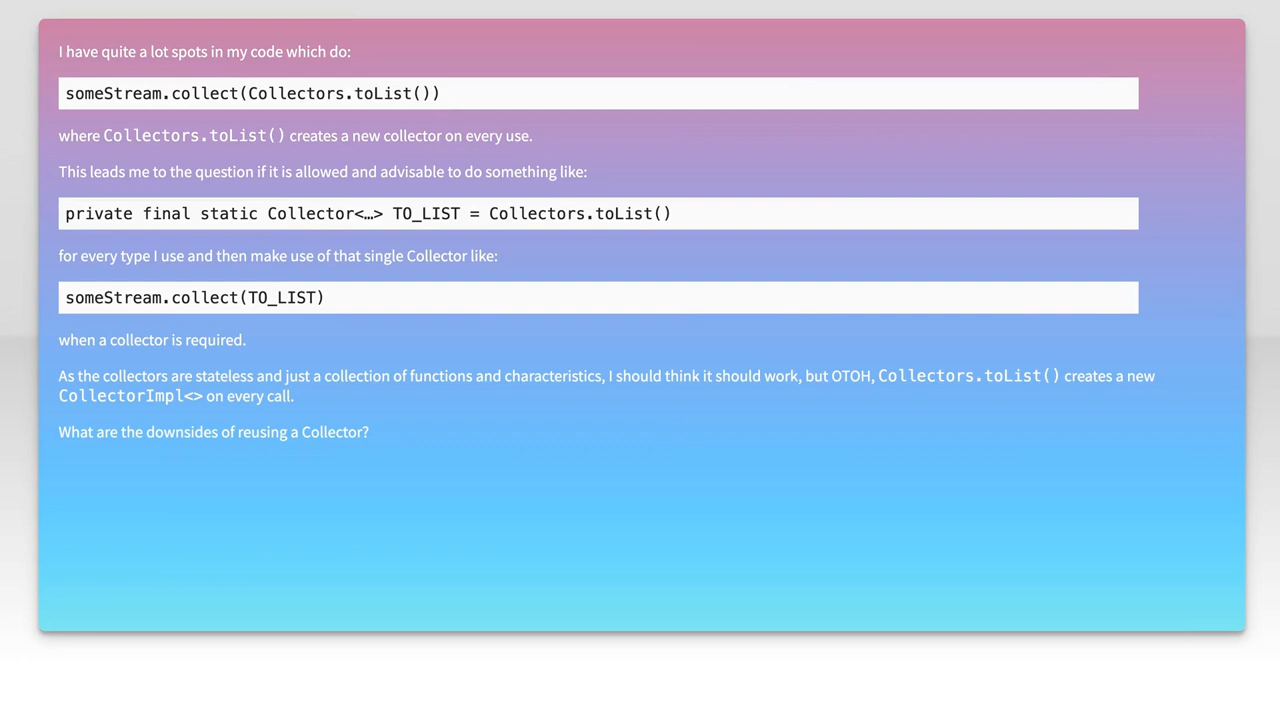 I have quite a lot spots in my code which do:
someStream.collect(Collectors.toList())
where Collectors.toList() creates a new collector on every use.
This leads me to the question if it is allowed and advisable to do something like:
private final static Collector<…> TO_LIST = Collectors.toList()
for every type I use and then make use of that single Collector like:
someStream.collect(TO_LIST)
when a collector is required.
As the collectors are stateless and just a collection of functions and characteristics, I should think it should work, but OTOH, Collectors.toList() creates a new
CollectorImpl<> on every call.
What are the downsides of reusing a Collector?